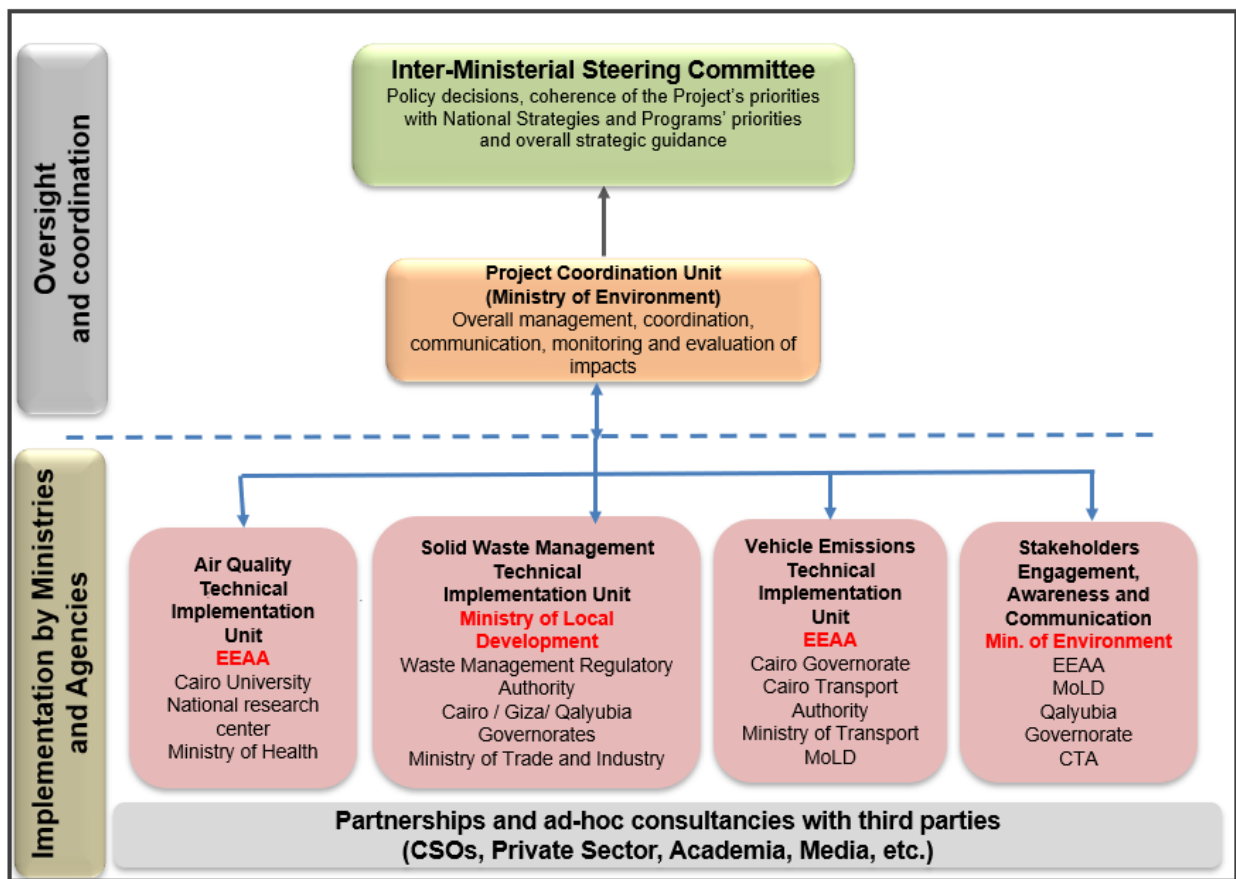 Oversight
and coordination
Inter-Ministerial Steering Committee
Policy decisions, coherence of the Project's priorities
with National Strategies and Programs' priorities
and overall strategic guidance
Project Coordination Unit
(Ministry of Environment)
Overall management, coordination,
communication, monitoring and evaluation of
impacts
Implementation by Ministries
and Agencies
Air Quality
Technical
Implementation
Unit
EEAA
Cairo University
National research
center
Ministry of Health
Solid Waste Management
Technical
Implementation Unit
Ministry of Local
Development
Waste Management Regulatory
Authority
Cairo / Giza/ Qalyubia
Governorates
Ministry of Trade and Industry
Vehicle Emissions
Technical
Implementation
Unit
EEAA
Cairo Governorate
Cairo Transport
Authority
Ministry of Transport
MoLD
Stakeholders
Engagement,
Awareness and
Communication
Min. of Environment
EEAA
MoLD
Qalyubia
Governorate
CTA
Partnerships and ad-hoc consultancies with third parties
(CSOs, Private Sector, Academia, Media, etc.)